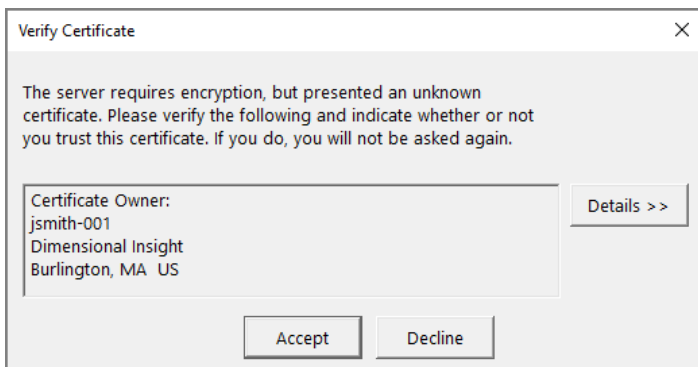 Verify Certificate
The server requires encryption, but presented an unknown
certificate. Please verify the following and indicate whether or not
you trust this certificate. If you do, you will not be asked again.
Certificate Owner:
jsmith-001
Dimensional Insight
Burlington, MA  US
Details >>
Accept
Decline